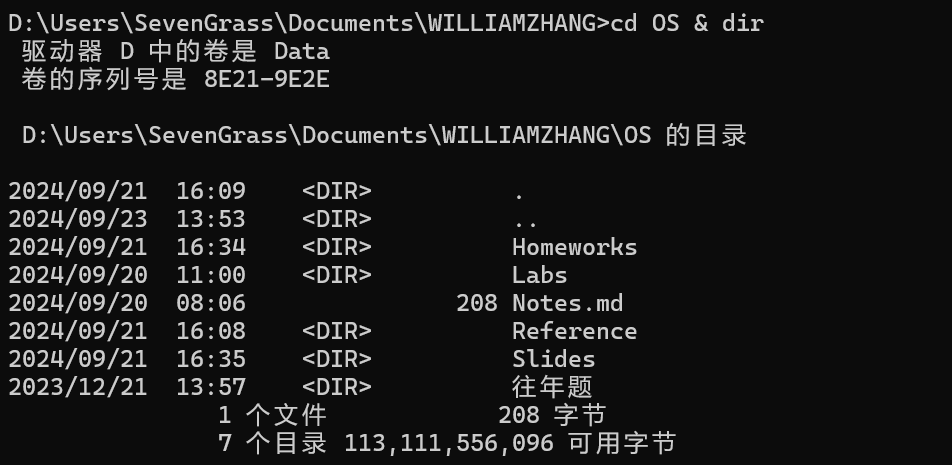 D:\Users\SevenGrass\Documents\WILLIAMZHANG>cd OS & dir
驱动器 D 中的卷是 Data
卷的序列号是 8E21-9E2E
D:\Users\SevenGrass\Documents\WILLIAMZHANG\OS 的目录
2024/09/21  16:09    <DIR>          .
2024/09/23  13:53    <DIR>          ..
2024/09/21  16:34    <DIR>          Homeworks
2024/09/20  11:00    <DIR>          Labs
2024/09/20  08:06               208 Notes.md
2024/09/21  16:08    <DIR>          Reference
2024/09/21  16:35    <DIR>          Slides
2023/12/21  13:57    <DIR>          往年题
1 个文件            208 字节
7 个目录 113,111,556,096 可用字节